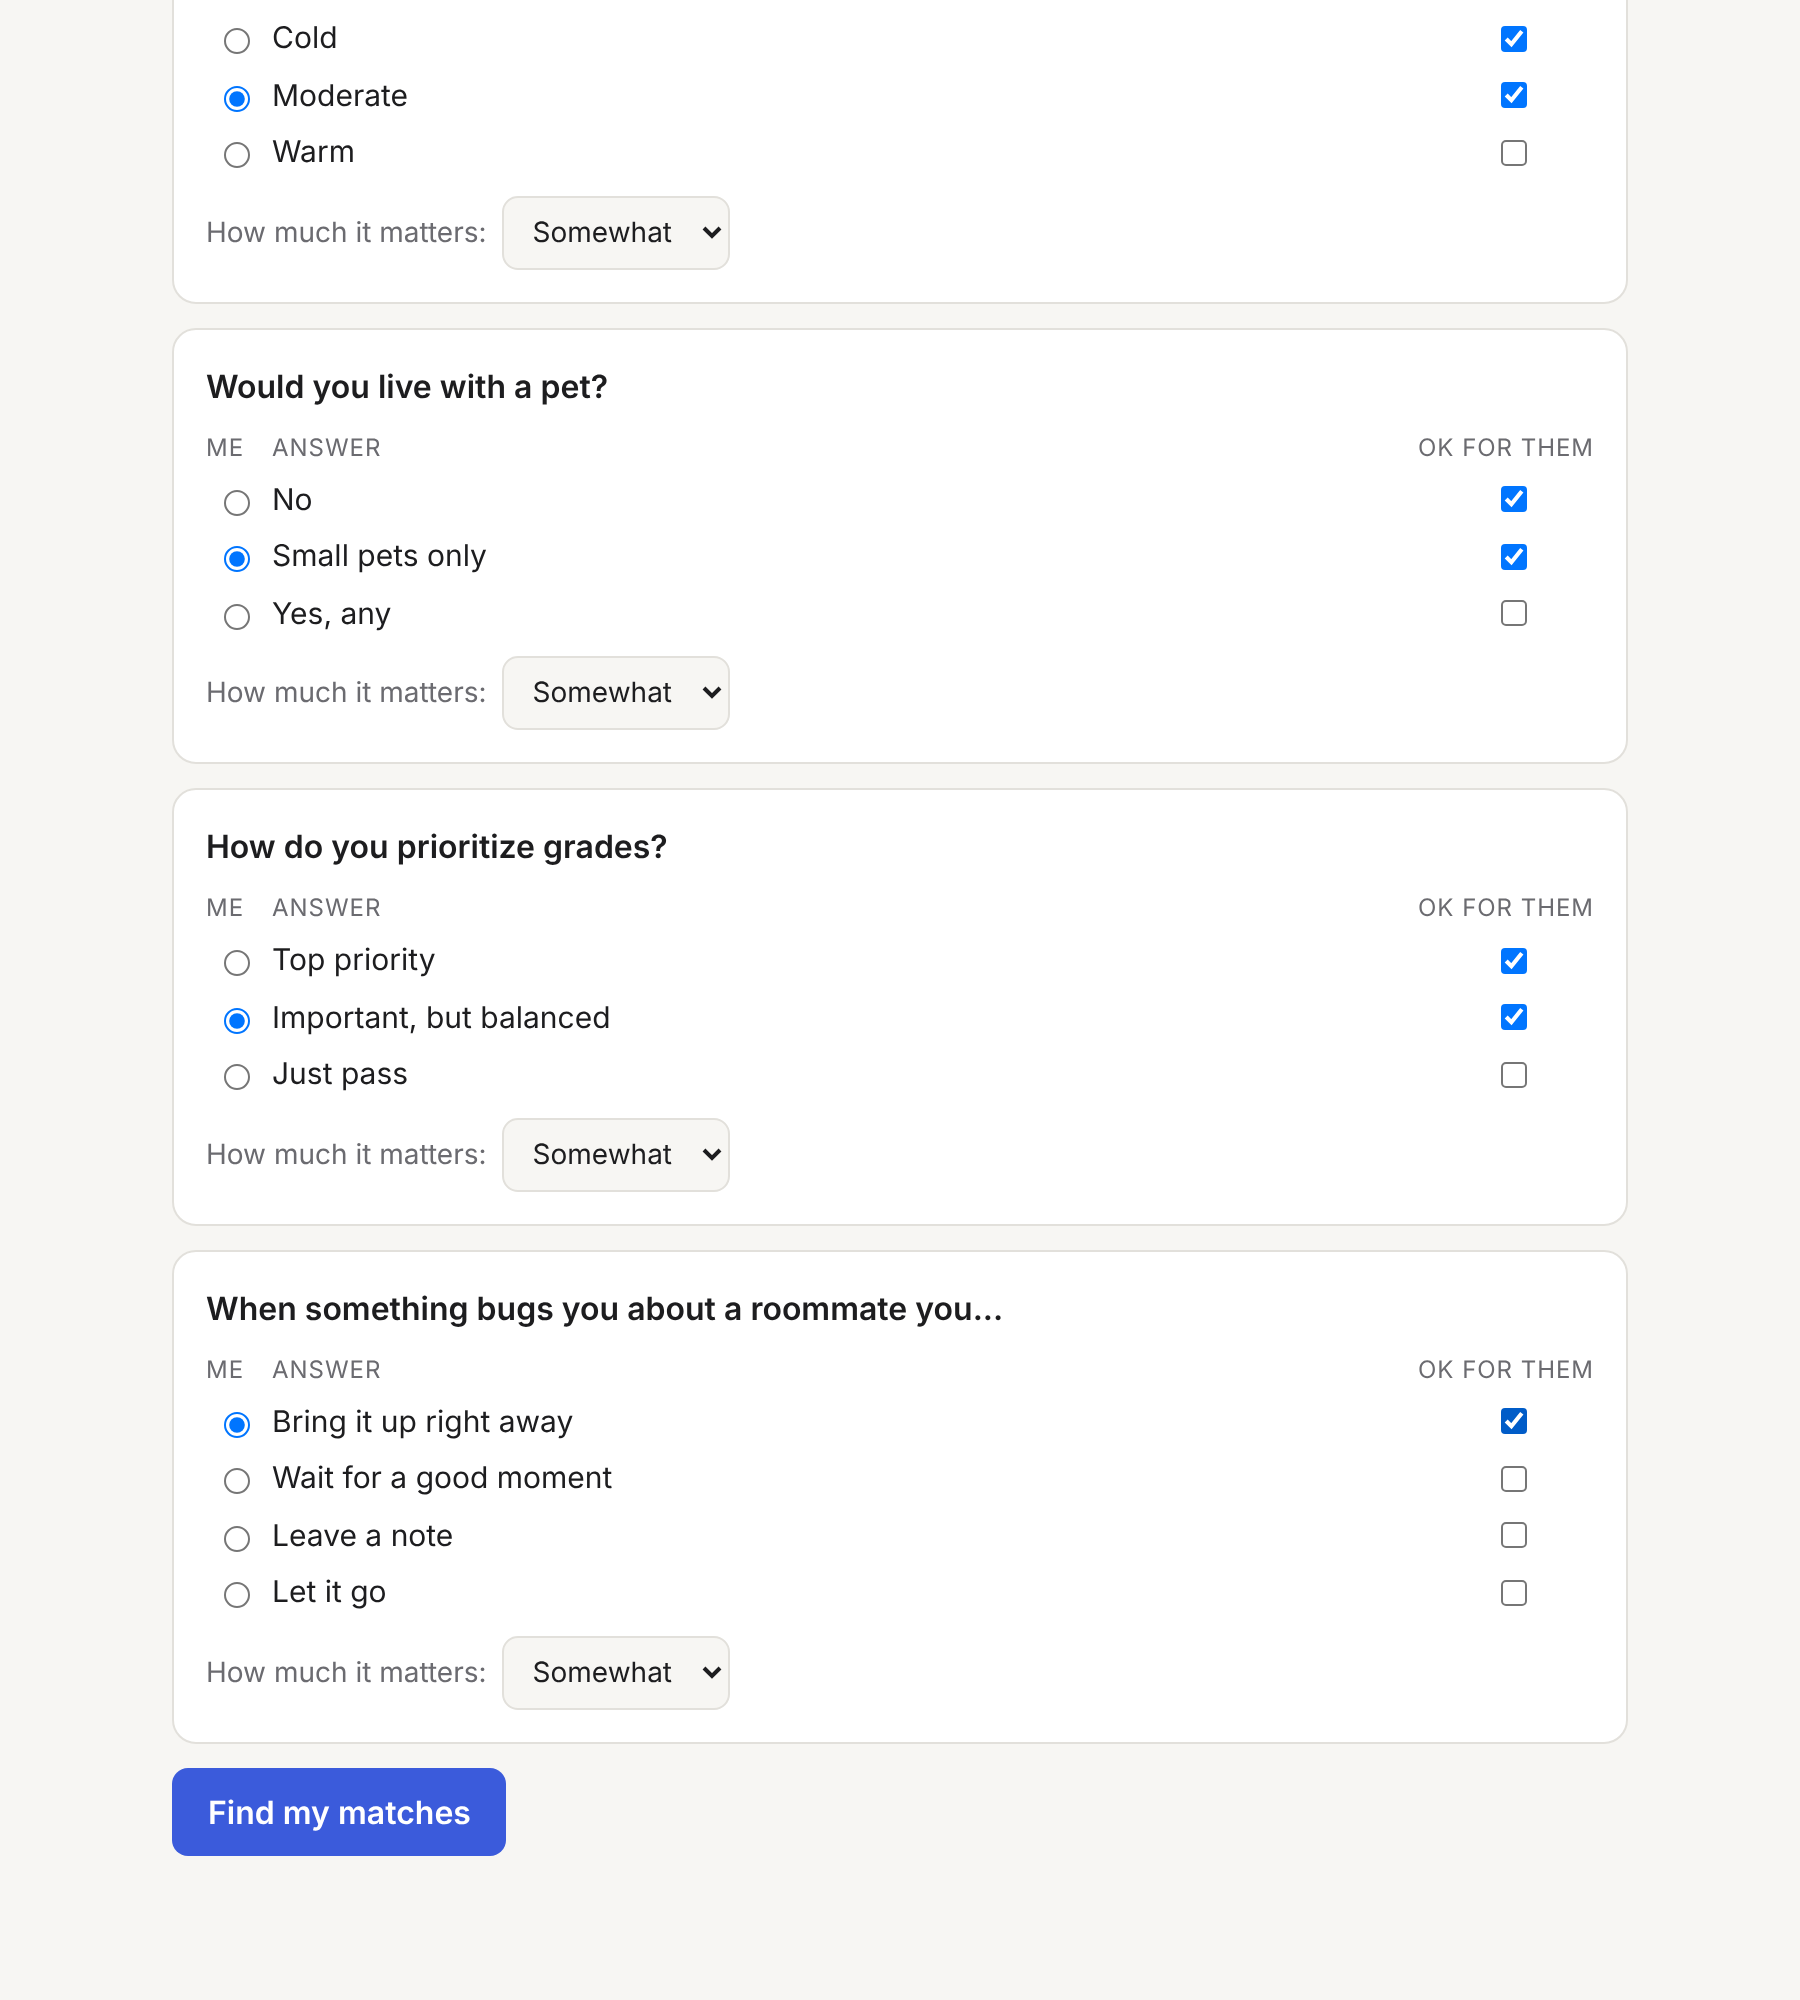 Cold
Moderate
Warm
How much it matters: Somewhat
Would you live with a pet?
ME ANSWER OK FOR THEM
No
Small pets only
Yes, any
How much it matters: Somewhat
How do you prioritize grades?
ME ANSWER OK FOR THEM
Top priority
Important, but balanced
Just pass
How much it matters: Somewhat
When something bugs you about a roommate you...
ME ANSWER OK FOR THEM
Bring it up right away
Wait for a good moment
Leave a note
Let it go
How much it matters: Somewhat
Find my matches